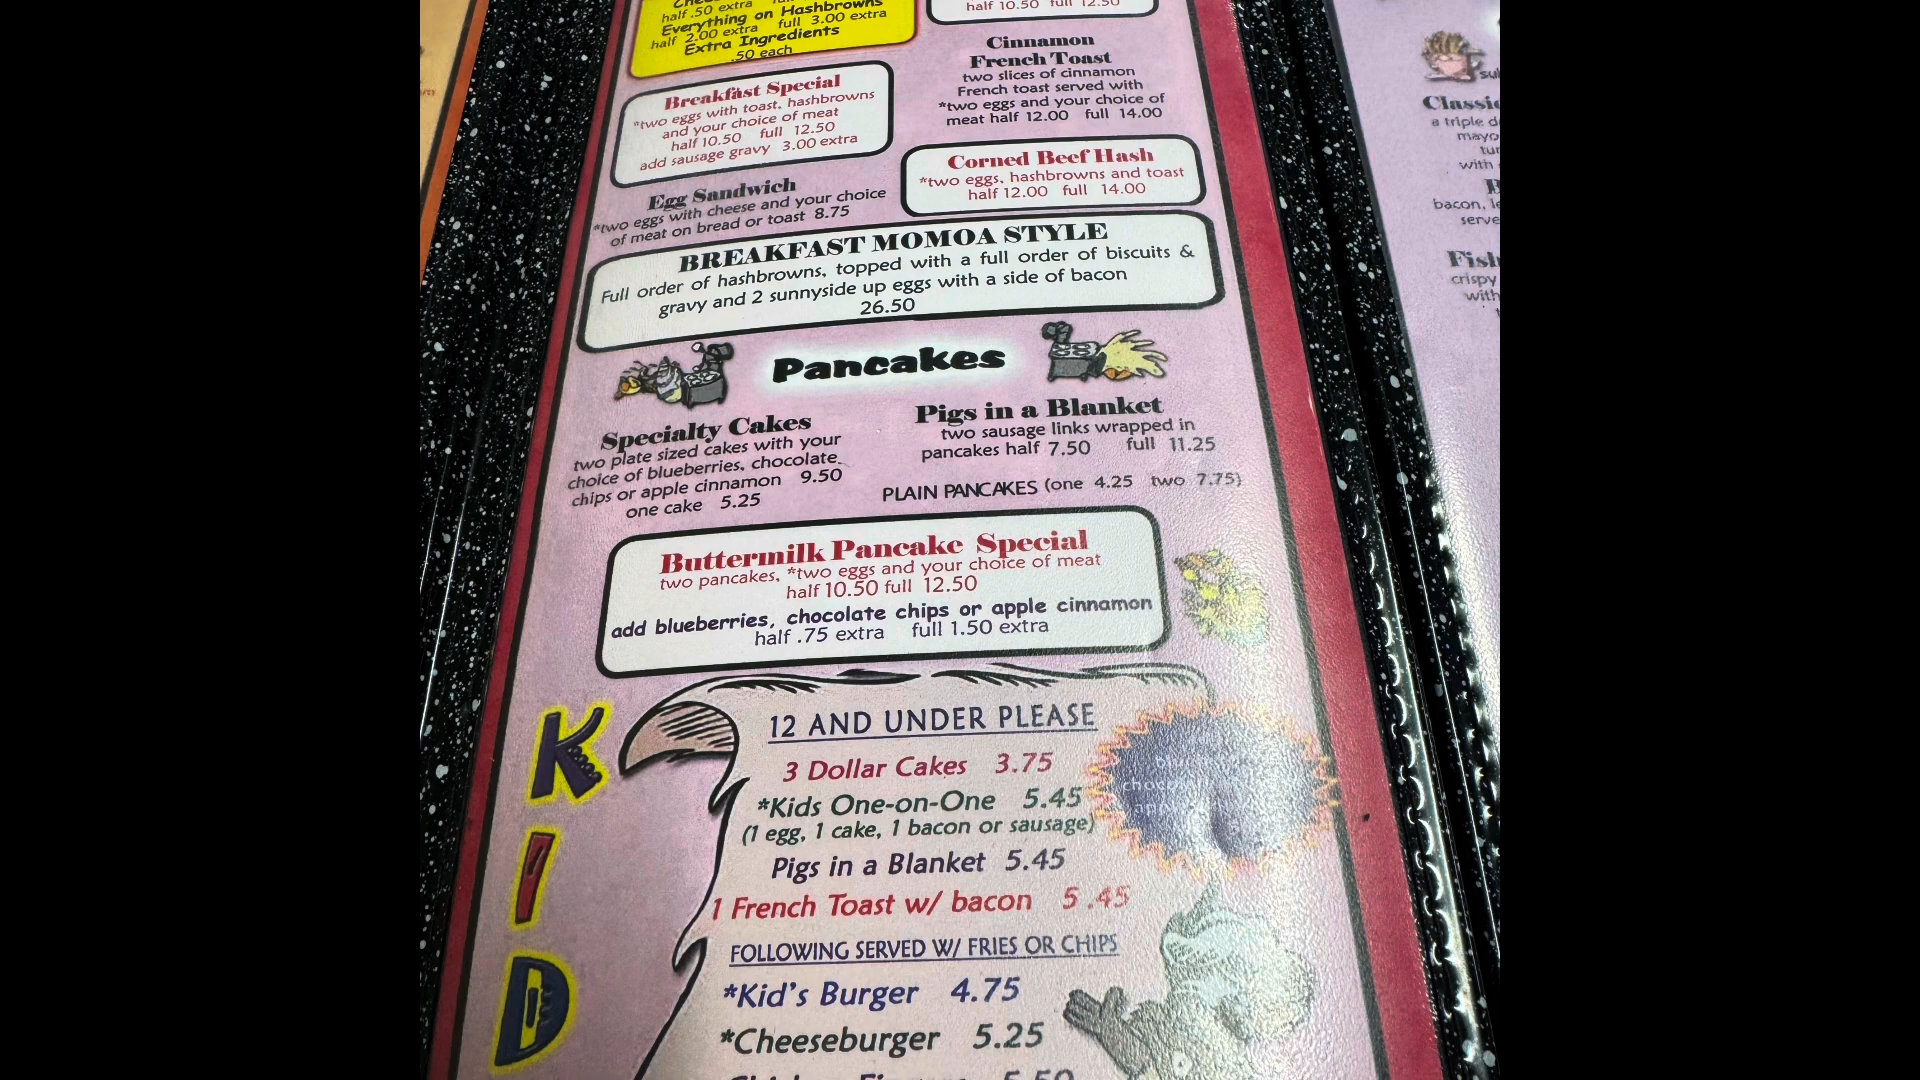 half .50 extra
Everything on Hashbrowns
half 2.00 extra full 3.00 extra
Extra Ingredients
.50 each
Breakfast Special
*two eggs with toast, hashbrowns
and your choice of meat
half 10.50 full 12.50
add sausage gravy 3.00 extra
Egg Sandwich
*two eggs with cheese and your choice
of meat on bread or toast 8.75
half 10.50 full 12.50
Cinnamon
French Toast
two slices of cinnamon
French toast served with
*two eggs and your choice of
meat half 12.00 full 14.00
Corned Beef Hash
*two eggs, hashbrowns and toast
half 12.00 full 14.00
BREAKFAST MOMOA STYLE
Full order of hashbrowns, topped with a full order of biscuits &
gravy and 2 sunnyside up eggs with a side of bacon
26.50
Pancakes
Specialty Cakes
two plate sized cakes with your
choice of blueberries, chocolate
chips or apple cinnamon 9.50
one cake 5.25
Pigs in a Blanket
two sausage links wrapped in
pancakes half 7.50 full 11.25
PLAIN PANCAKES (one 4.25 two 7.75)
Buttermilk Pancake Special
two pancakes, *two eggs and your choice of meat
half 10.50 full 12.50
add blueberries, chocolate chips or apple cinnamon
half .75 extra full 1.50 extra
KID
12 AND UNDER PLEASE
3 Dollar Cakes 3.75
*Kids One-on-One 5.45
(1 egg, 1 cake, 1 bacon or sausage)
Pigs in a Blanket 5.45
1 French Toast w/ bacon 5.45
FOLLOWING SERVED W/ FRIES OR CHIPS
*Kid's Burger 4.75
*Cheeseburger 5.25
5.50
a triple
mayo
with
bacon,
serve
crispy
with